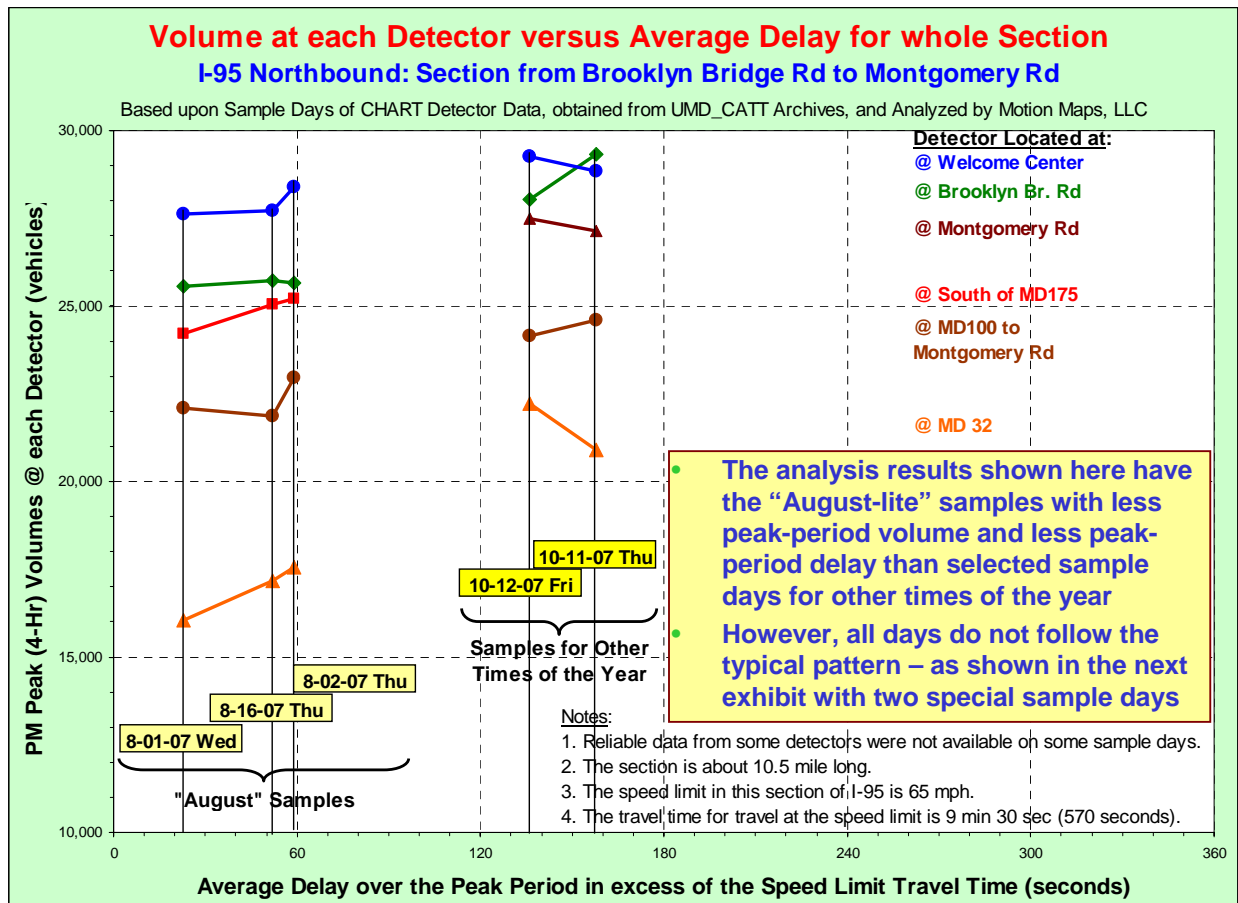 Volume at each Detector versus Average Delay for whole Section
I-95 Northbound: Section from Brooklyn Bridge Rd to Montgomery Rd
Based upon Sample Days of CHART Detector Data, obtained from UMD_CATT Archives, and Analyzed by Motion Maps, LLC
PM Peak (4-Hr) Volumes @ each Detector (vehicles)
30,000
25,000
20,000
15,000
10,000
Detector Located at:
@ Welcome Center
@ Brooklyn Br. Rd
@ Montgomery Rd
@ South of MD175
@ MD100 to
Montgomery Rd
@ MD 32
• The analysis results shown here have
the “August-lite” samples with less
peak-period volume and less peak-
period delay than selected sample
days for other times of the year
• However, all days do not follow the
typical pattern – as shown in the next
exhibit with two special sample days
10-11-07 Thu
10-12-07 Fri
Samples for Other
Times of the Year
8-02-07 Thu
8-16-07 Thu
8-01-07 Wed
"August" Samples
Notes:
1. Reliable data from some detectors were not available on some sample days.
2. The section is about 10.5 mile long.
3. The speed limit in this section of I-95 is 65 mph.
4. The travel time for travel at the speed limit is 9 min 30 sec (570 seconds).
0 60 120 180 240 300 360
Average Delay over the Peak Period in excess of the Speed Limit Travel Time (seconds)